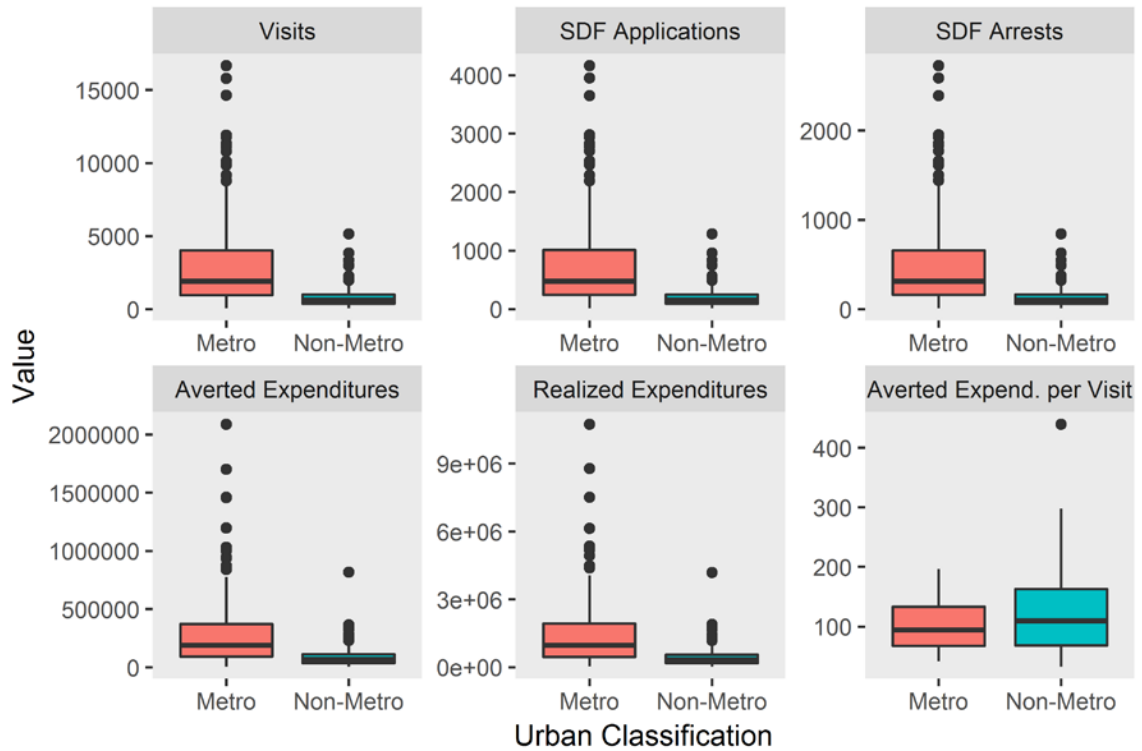 Visits
SDF Applications
SDF Arrests
15000
10000
5000
0
4000
3000
2000
1000
0
2000
1000
0
Metro
Non-Metro
Metro
Non-Metro
Metro
Non-Metro
Value
Averted Expenditures
Realized Expenditures
Averted Expend. per Visit
2000000
1500000
1000000
500000
0
9e+06
6e+06
3e+06
0e+00
400
300
200
100
Metro
Non-Metro
Metro
Non-Metro
Metro
Non-Metro
Urban Classification